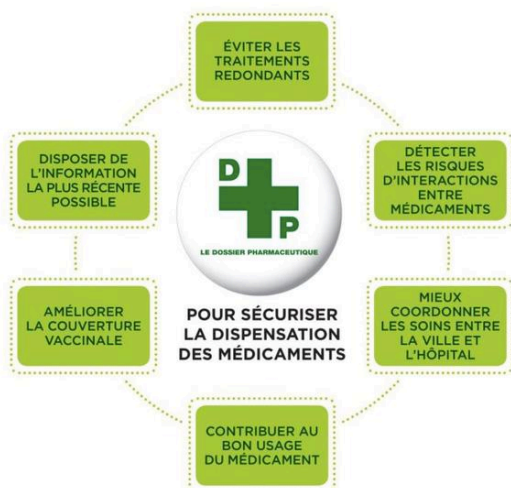 ÉVITER LES
TRAITEMENTS
REDONDANTS
DISPOSER DE
L'INFORMATION
LA PLUS RÉCENTE
POSSIBLE
D
P
LE DOSSIER PHARMACEUTIQUE
DÉTECTER
LES RISQUES
D'INTERACTIONS
ENTRE
MÉDICAMENTS
AMÉLIORER
LA COUVERTURE
VACCINALE
POUR SÉCURISER
LA DISPENSATION
DES MÉDICAMENTS
MIEUX
COORDONNER
LES SOINS ENTRE
LA VILLE ET
L'HÔPITAL
CONTRIBUER AU
BON USAGE
DU MÉDICAMENT